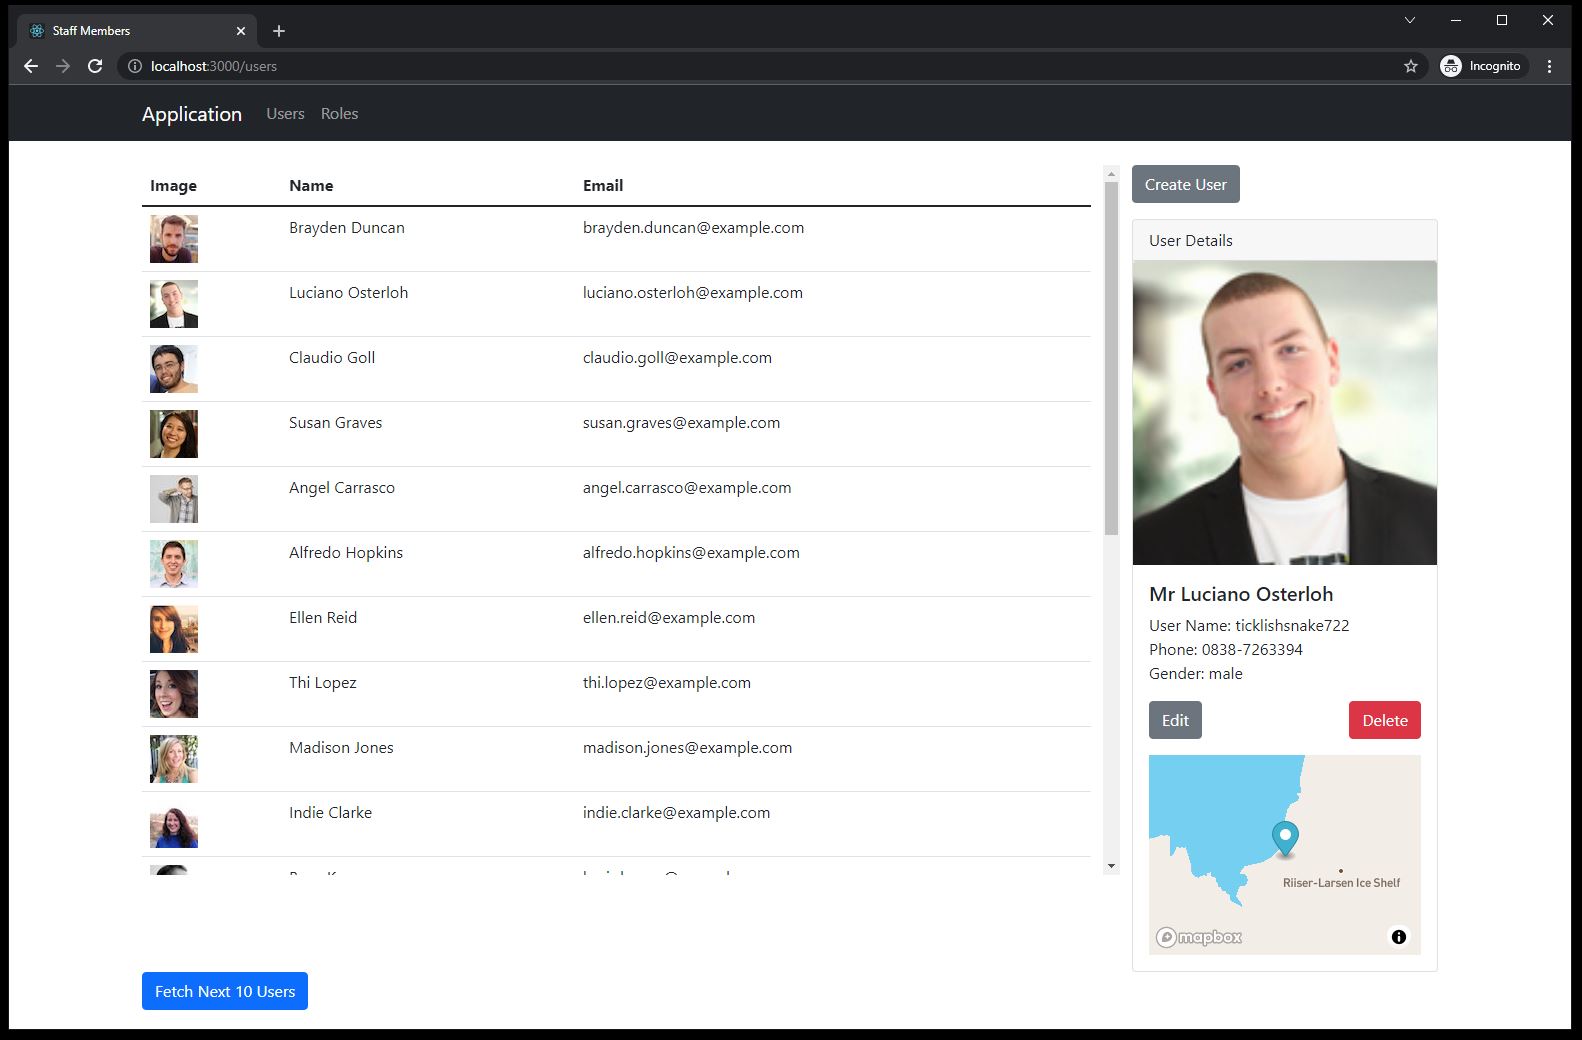 Staff Members
localhost:3000/users
Incognito
Application Users Roles
Image Name Email
Brayden Duncan brayden.duncan@example.com
Luciano Osterloh luciano.osterloh@example.com
Claudio Goll claudio.goll@example.com
Susan Graves susan.graves@example.com
Angel Carrasco angel.carrasco@example.com
Alfredo Hopkins alfredo.hopkins@example.com
Ellen Reid ellen.reid@example.com
Thi Lopez thi.lopez@example.com
Madison Jones madison.jones@example.com
Indie Clarke indie.clarke@example.com
Fetch Next 10 Users
Create User
User Details
Mr Luciano Osterloh
User Name: ticklishsnake722
Phone: 0838-7263394
Gender: male
Edit Delete
Riiser-Larsen Ice Shelf
mapbox